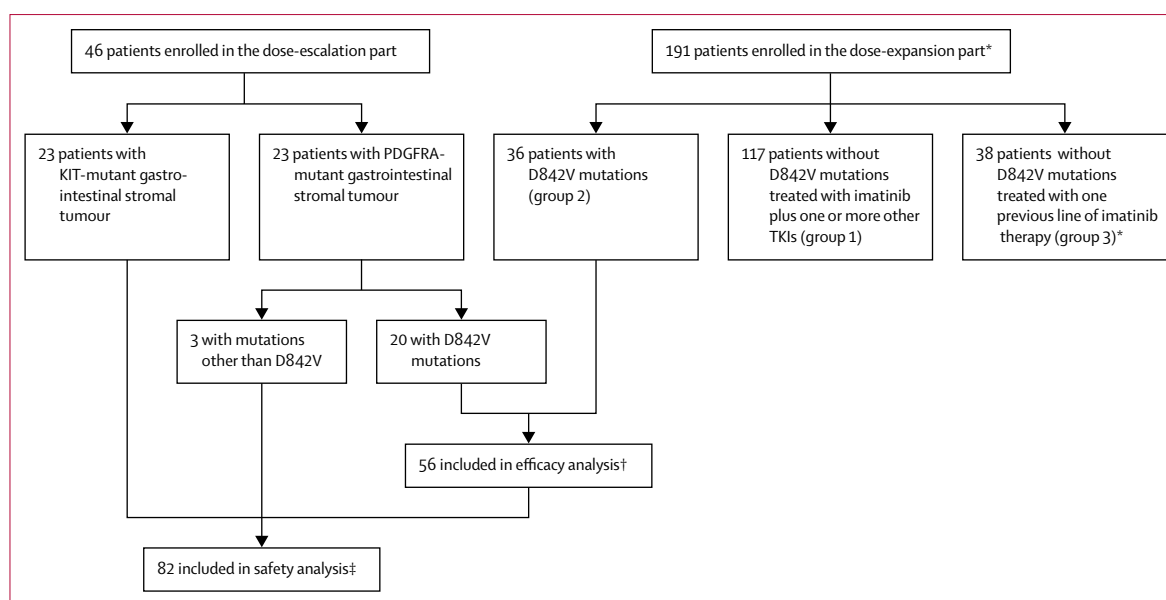 46 patients enrolled in the dose-escalation part
191 patients enrolled in the dose-expansion part*
23 patients with
KIT-mutant gastro-
intestinal stromal
tumour
23 patients with PDGFRA-
mutant gastrointestinal
stromal tumour
36 patients with
D842V mutations
(group 2)
117 patients without
D842V mutations
treated with imatinib
plus one or more other
TKIs (group 1)
38 patients without
D842V mutations
treated with one
previous line of imatinib
therapy (group 3)*
3 with mutations
other than D842V
20 with D842V
mutations
56 included in efficacy analysis†
82 included in safety analysis‡